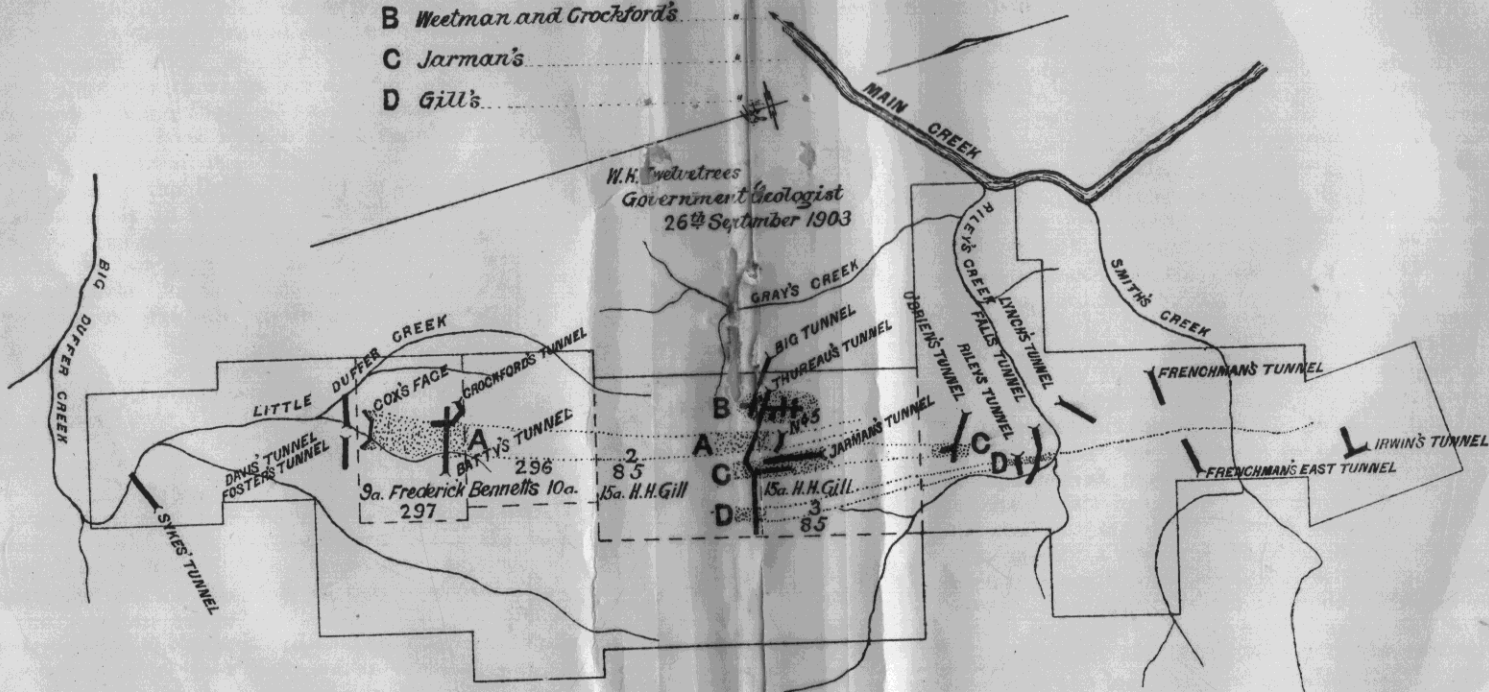 B Weetman and Crockford's
C Jarman's
D Gill's
W.H. Twelvetrees
Government Geologist
26th September 1903
MAIN CREEK
BIG DUFFER CREEK
GRAY'S CREEK
RILEY'S CREEK
SMITH'S CREEK
LITTLE DUFFER CREEK
COX'S FACE
CROCKFORD'S TUNNEL
BIG TUNNEL
THUREAU'S TUNNEL
O'BRIEN'S TUNNEL
RILEYS TUNNEL
FALLS TUNNEL
LYNCH'S TUNNEL
FRENCHMAN'S TUNNEL
B
A
A
Nº5
JARMAN'S TUNNEL
C
D
IRWIN'S TUNNEL
FRENCHMAN'S EAST TUNNEL
DAVIS' TUNNEL
FOSTER'S TUNNEL
BATTY'S TUNNEL
296
2
85
C
9a. Frederick Bennetts 10a.
297
15a. H.H. Gill
15a. H.H. Gill
3
85
D
SYKES' TUNNEL